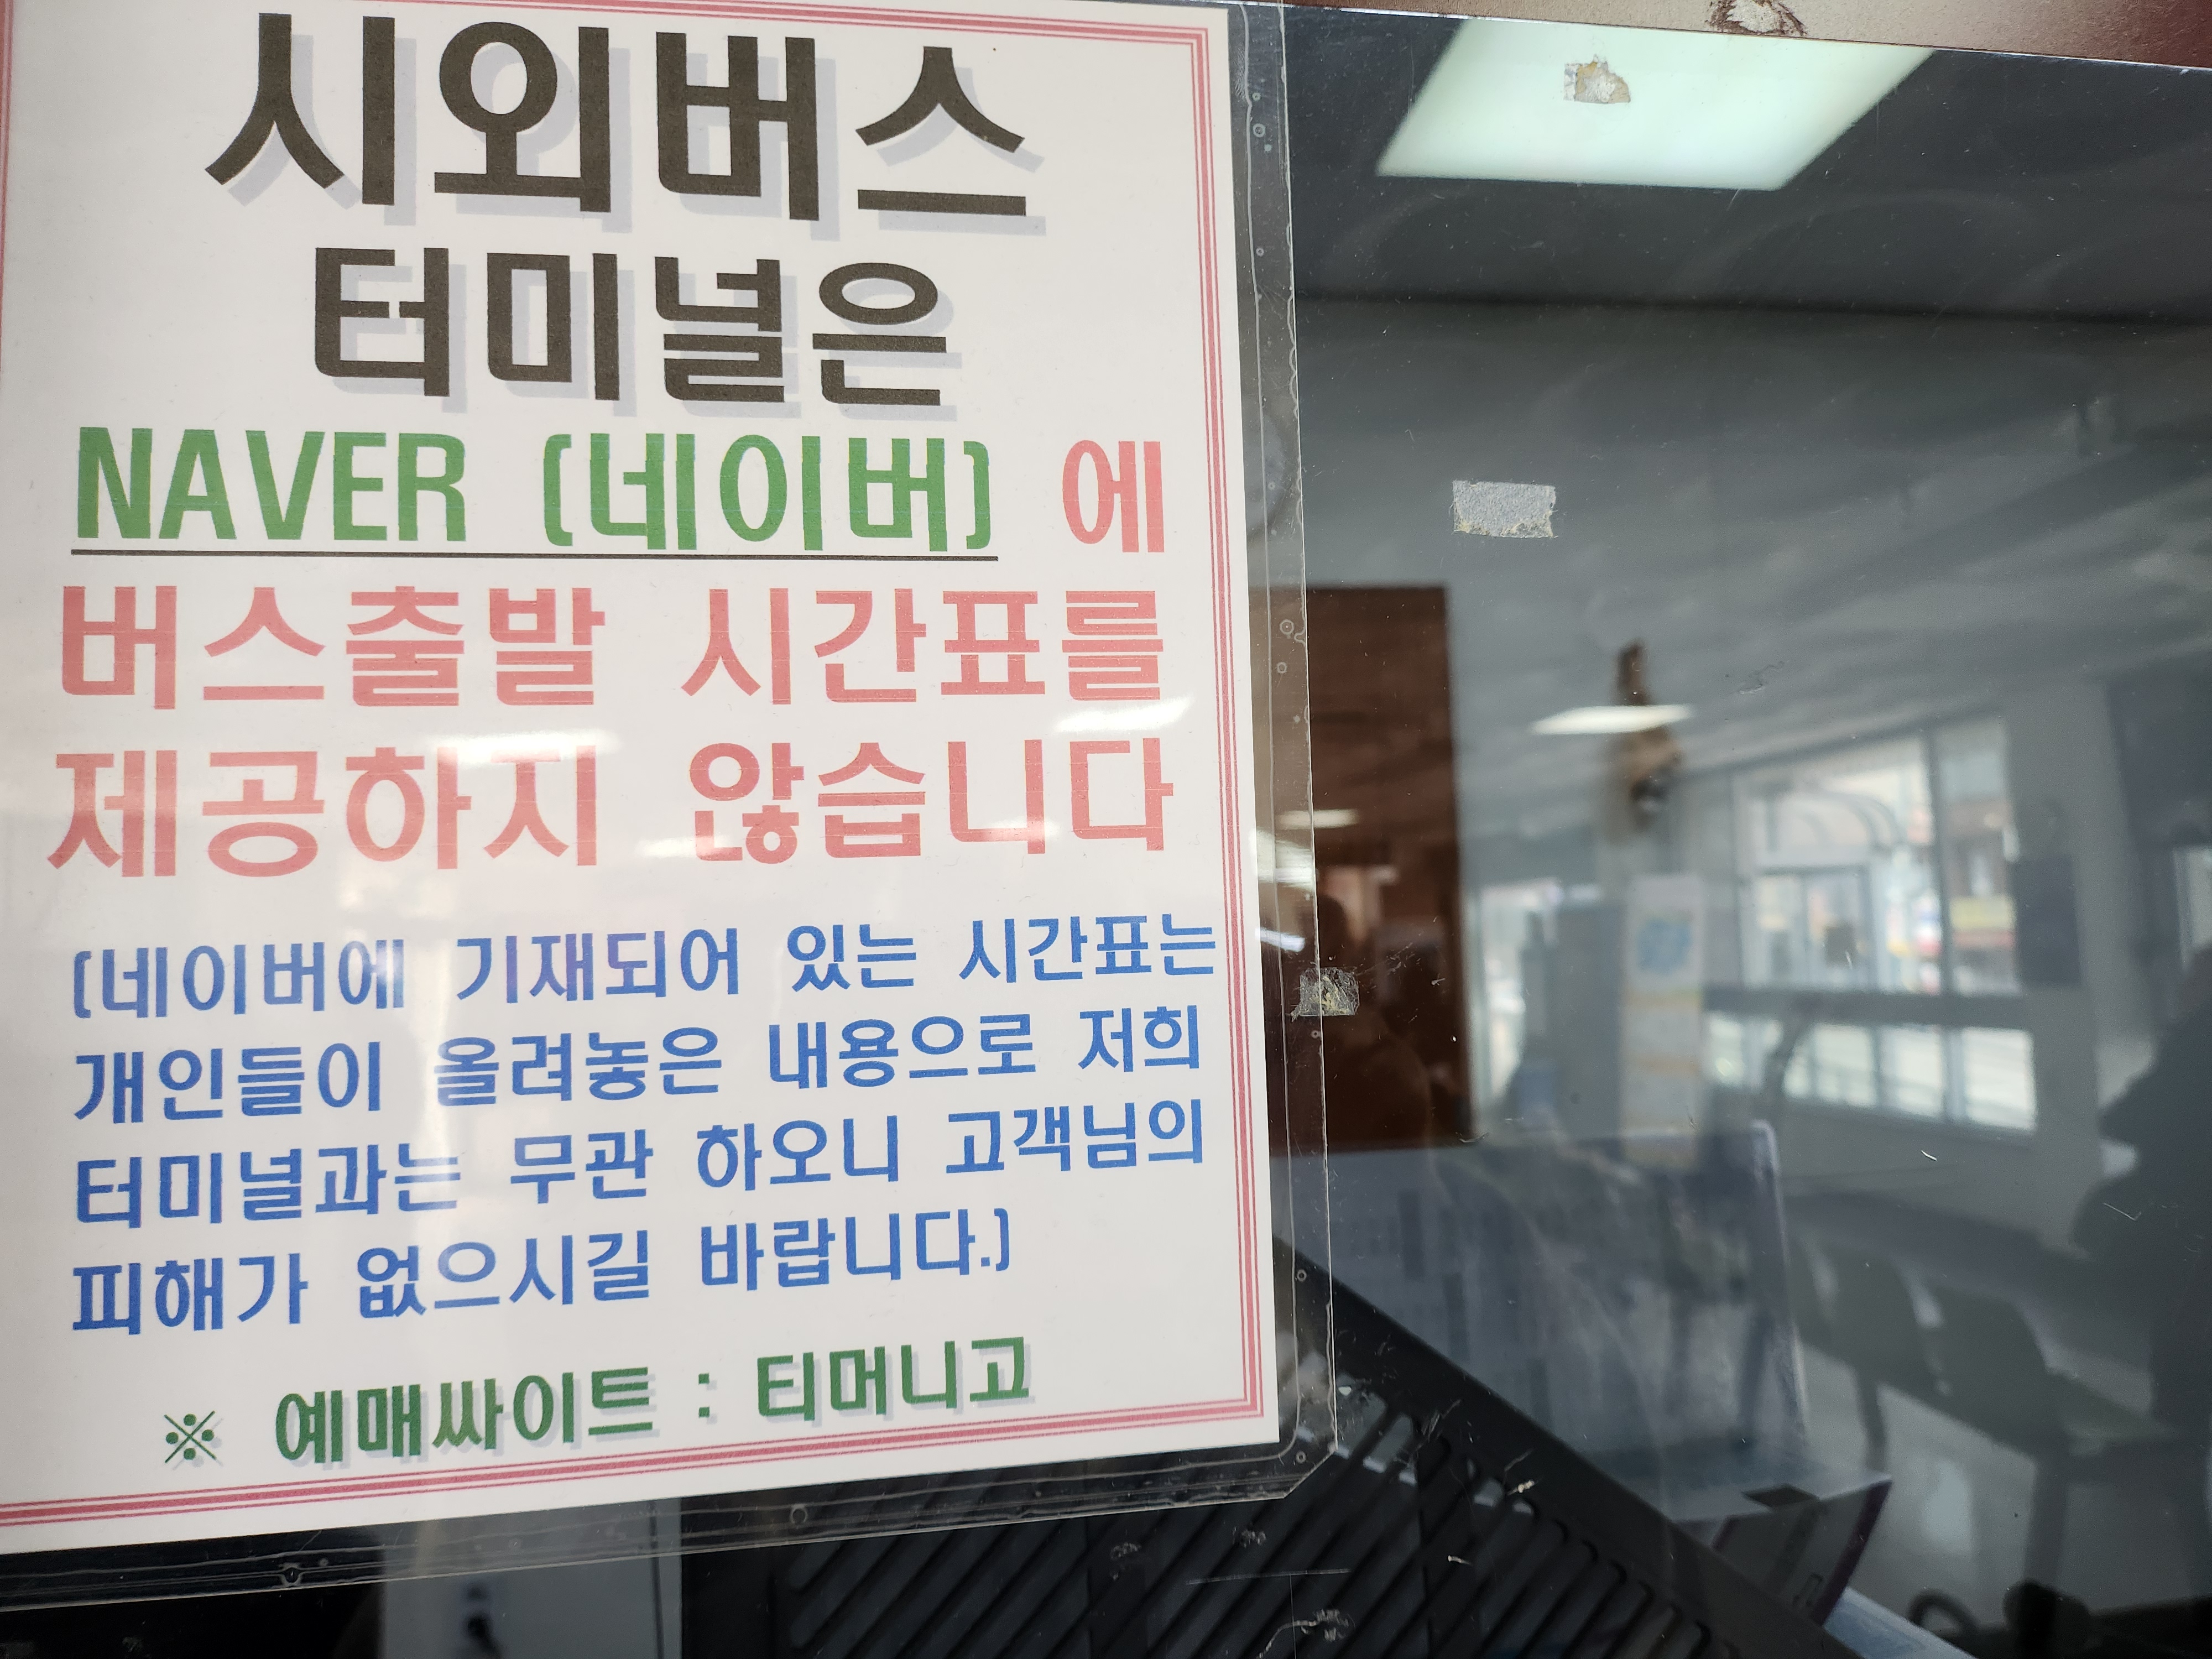 시외버스
터미널은
NAVER (네이버) 에
버스출발 시간표를
제공하지 않습니다
(네이버에 기재되어 있는 시간표는
개인들이 올려놓은 내용으로 저희
터미널과는 무관 하오니 고객님의
피해가 없으시길 바랍니다.)
※ 예매싸이트 : 티머니고